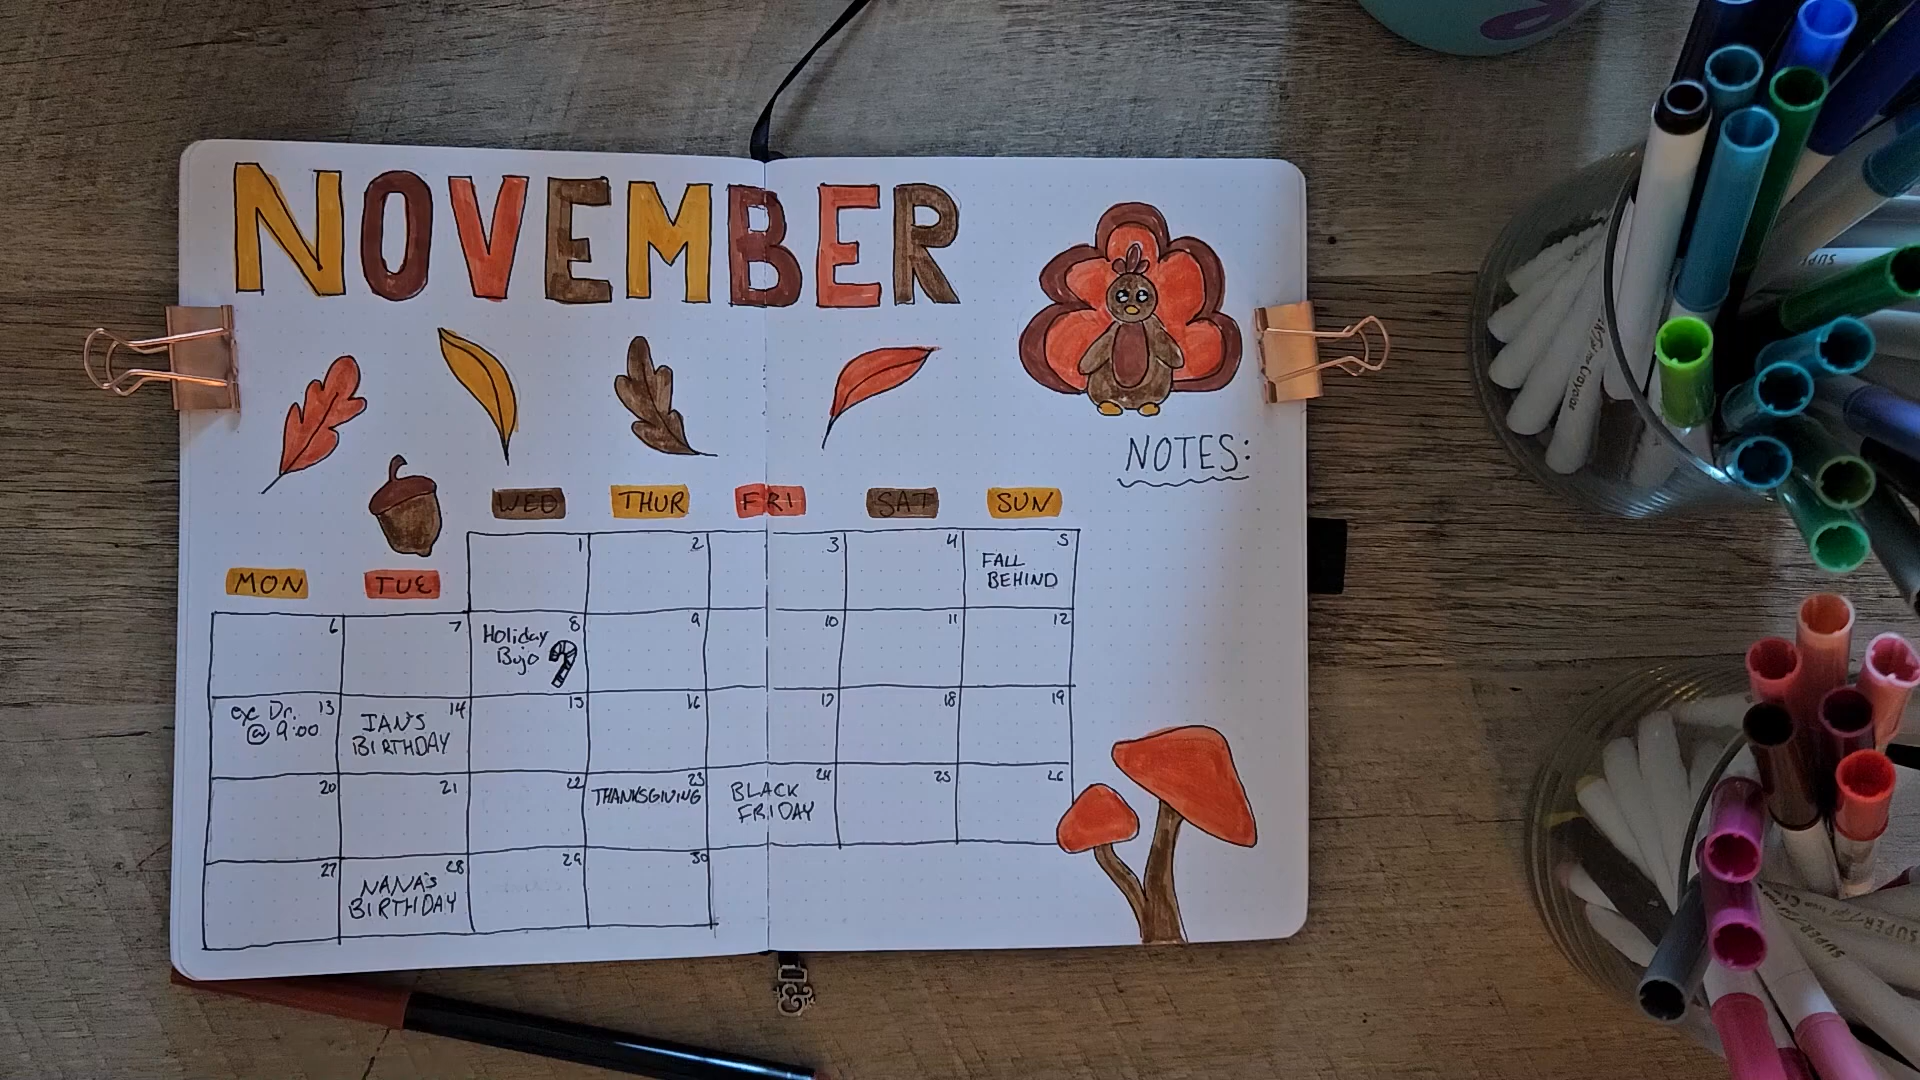 NOVEMBER
NOTES:
WED THUR FRI SAT SUN
MON TUE
1 2 3 4 5
FALL
BEHIND
6 7 8 9 10 11 12
Holiday
Bujo
13 14 15 16 17 18 19
eye Dr.
@ 9:00
IAN'S
BIRTHDAY
20 21 22 23 24 25 26
THANKSGIVING
BLACK
FRIDAY
27 28 29 30
NANA'S
BIRTHDAY